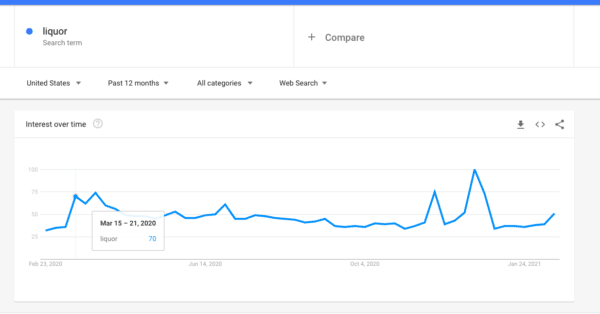 liquor
Search term
+ Compare
United States
Past 12 months
All categories
Web Search
Interest over time
100
75
50
25
Mar 15 – 21, 2020
liquor 70
Feb 23, 2020
Jun 14, 2020
Oct 4, 2020
Jan 24, 2021